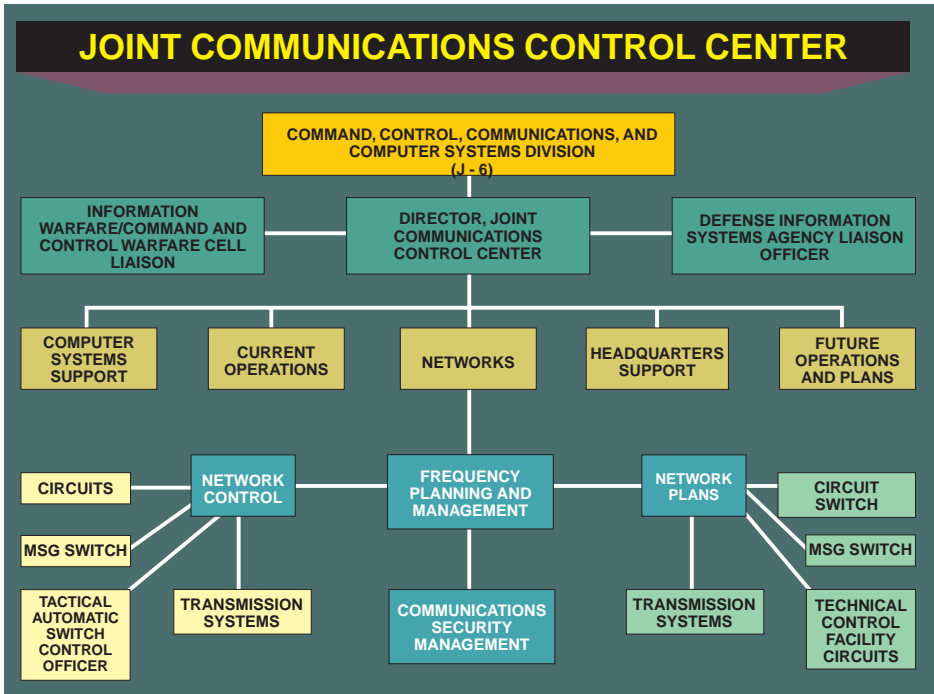 JOINT COMMUNICATIONS CONTROL CENTER
COMMAND, CONTROL, COMMUNICATIONS, AND
COMPUTER SYSTEMS DIVISION
(J - 6)
INFORMATION
WARFARE/COMMAND AND
CONTROL WARFARE CELL
LIAISON
DIRECTOR, JOINT
COMMUNICATIONS
CONTROL CENTER
DEFENSE INFORMATION
SYSTEMS AGENCY LIAISON
OFFICER
COMPUTER
SYSTEMS
SUPPORT
CURRENT
OPERATIONS
NETWORKS
HEADQUARTERS
SUPPORT
FUTURE
OPERATIONS
AND PLANS
CIRCUITS
NETWORK
CONTROL
FREQUENCY
PLANNING AND
MANAGEMENT
NETWORK
PLANS
CIRCUIT
SWITCH
MSG SWITCH
MSG SWITCH
TACTICAL
AUTOMATIC
SWITCH
CONTROL
OFFICER
TRANSMISSION
SYSTEMS
COMMUNICATIONS
SECURITY
MANAGEMENT
TRANSMISSION
SYSTEMS
TECHNICAL
CONTROL
FACILITY
CIRCUITS